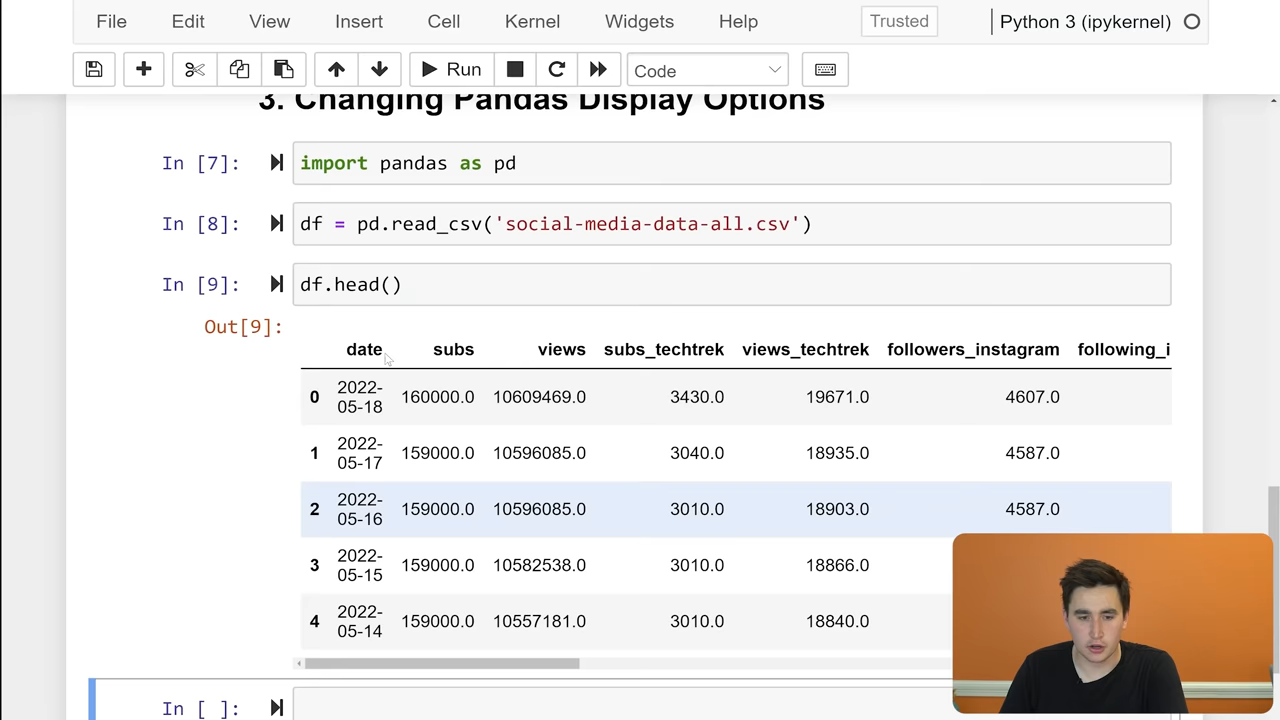 File Edit View Insert Cell Kernel Widgets Help Trusted Python 3 (ipykernel)
Run Code
3. Changing Pandas Display Options
In [7]: import pandas as pd
In [8]: df = pd.read_csv('social-media-data-all.csv')
In [9]: df.head()
Out[9]:
date subs views subs_techtrek views_techtrek followers_instagram following_i
0 2022-05-18 160000.0 10609469.0 3430.0 19671.0 4607.0
1 2022-05-17 159000.0 10596085.0 3040.0 18935.0 4587.0
2 2022-05-16 159000.0 10596085.0 3010.0 18903.0 4587.0
3 2022-05-15 159000.0 10582538.0 3010.0 18866.0
4 2022-05-14 159000.0 10557181.0 3010.0 18840.0
In [ ]: